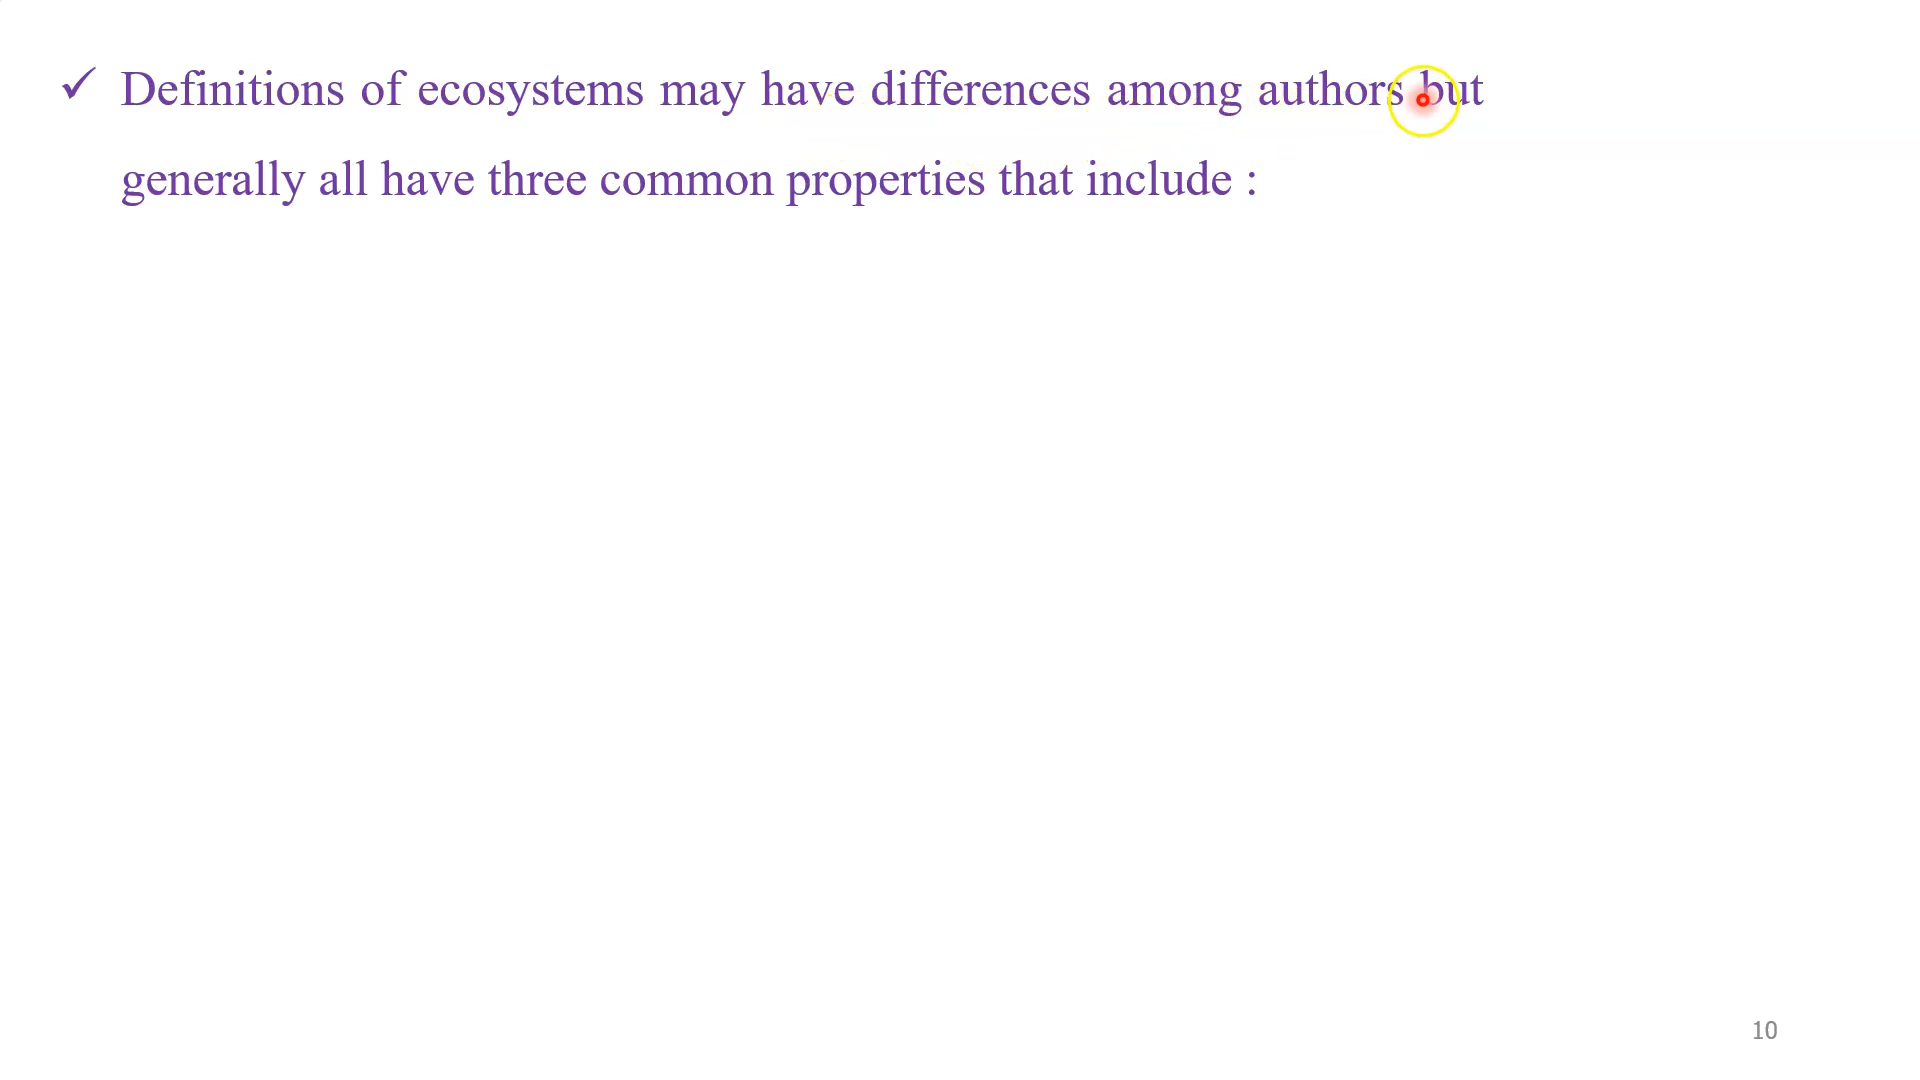 ✓ Definitions of ecosystems may have differences among authors but
generally all have three common properties that include :
10